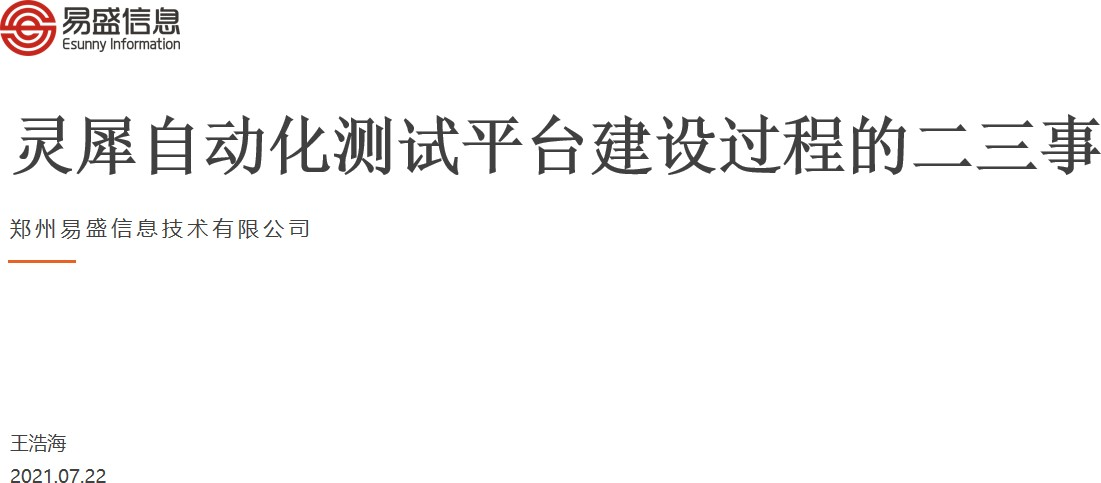 易盛信息
Esunny Information
灵犀自动化测试平台建设过程的二三事
郑州易盛信息技术有限公司
王浩海
2021.07.22